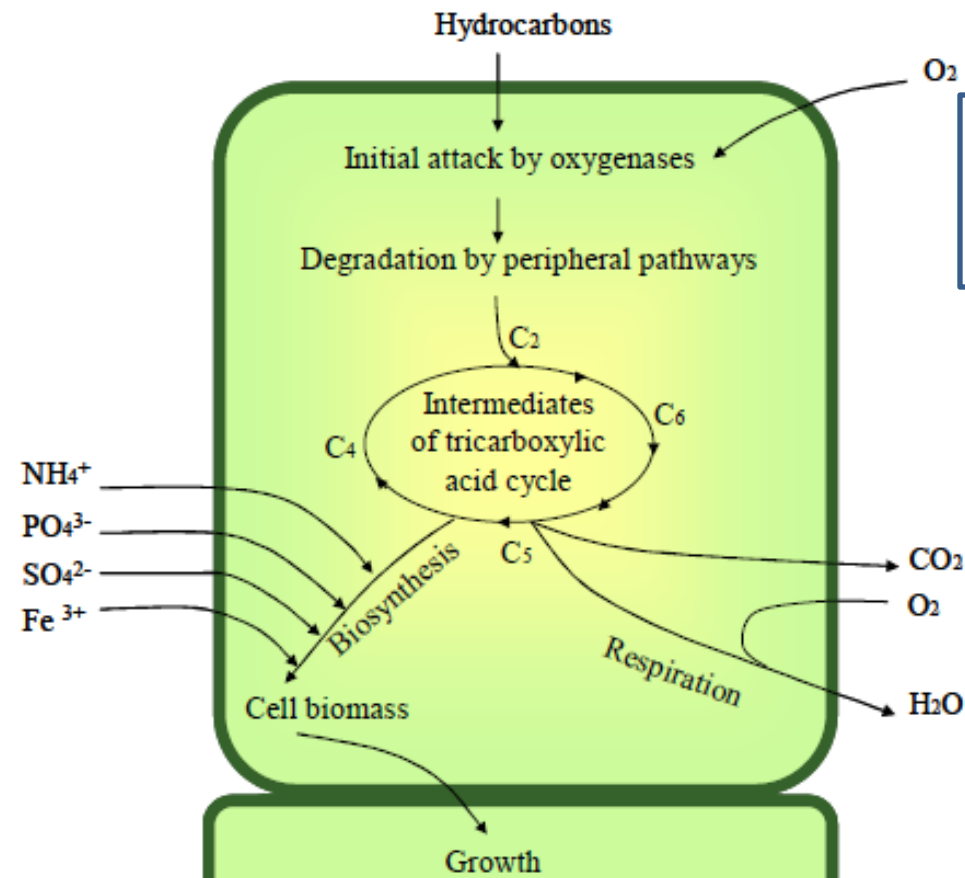 Hydrocarbons
O₂
Initial attack by oxygenases
Degradation by peripheral pathways
C₂
Intermediates
of tricarboxylic
acid cycle
C₆
C₄
C₅
NH₄⁺
PO₄³⁻
SO₄²⁻
Fe ³⁺
Biosynthesis
Cell biomass
Respiration
CO₂
O₂
H₂O
Growth